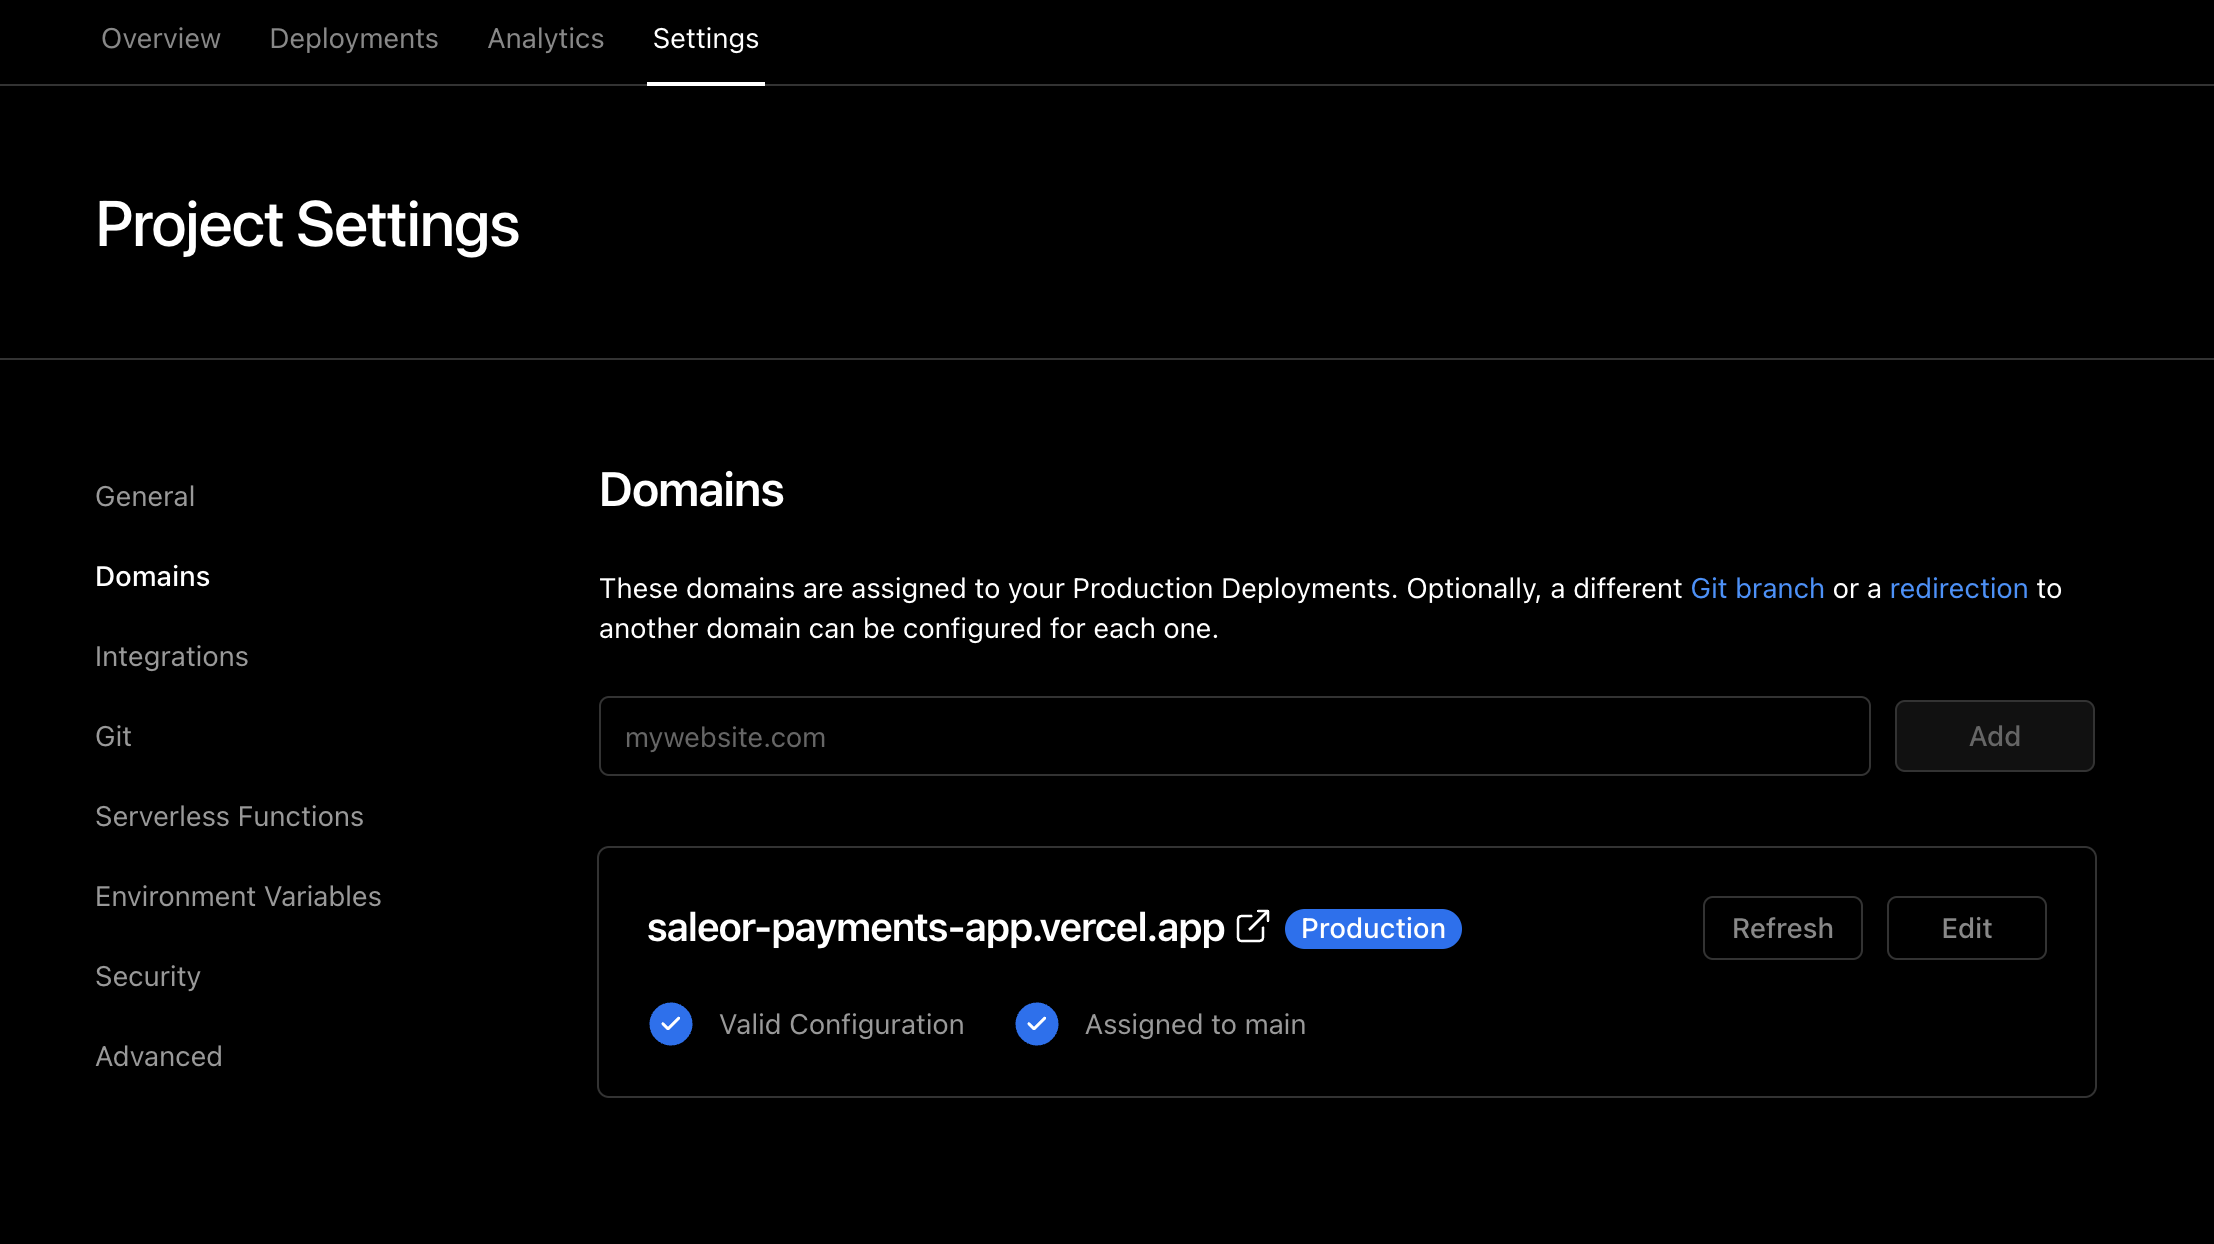 Overview Deployments Analytics Settings
Project Settings
General
Domains
Integrations
Git
Serverless Functions
Environment Variables
Security
Advanced
Domains
These domains are assigned to your Production Deployments. Optionally, a different Git branch or a redirection to
another domain can be configured for each one.
mywebsite.com Add
saleor-payments-app.vercel.app Production Refresh Edit
Valid Configuration Assigned to main